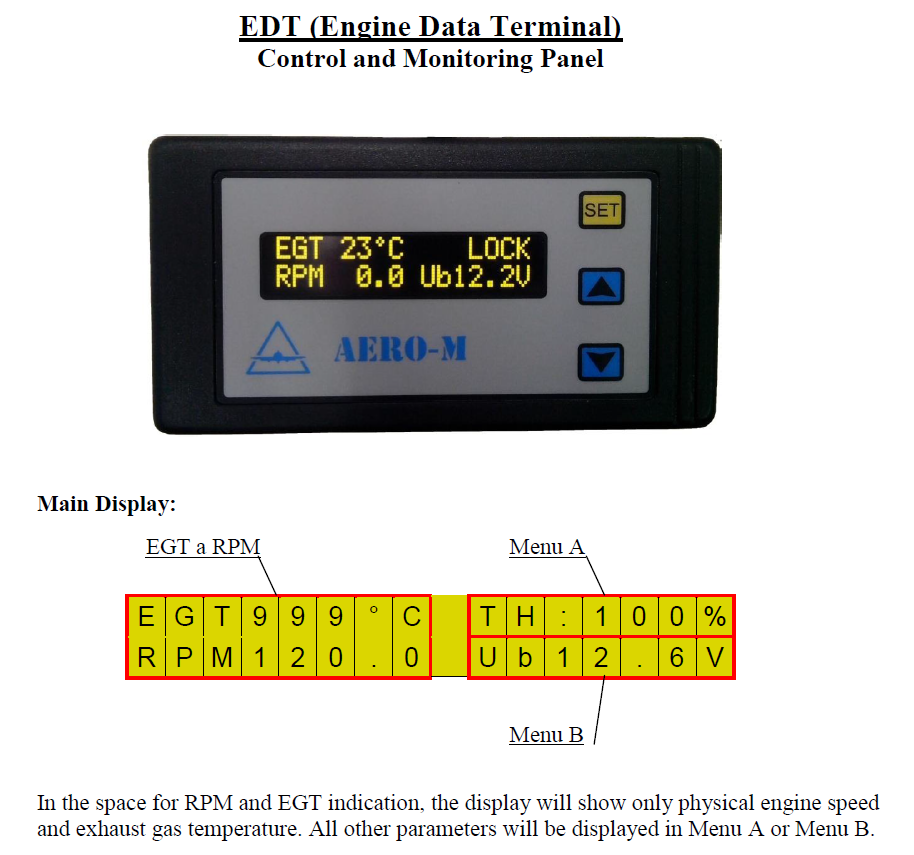 EDT (Engine Data Terminal)
Control and Monitoring Panel
SET
EGT 23°C LOCK
RPM 0.0 Ub12.2V
AERO-M
Main Display:
EGT a RPM Menu A
EGT999°C TH:100%
RPM120.0 Ub12.6V
Menu B
In the space for RPM and EGT indication, the display will show only physical engine speed
and exhaust gas temperature. All other parameters will be displayed in Menu A or Menu B.